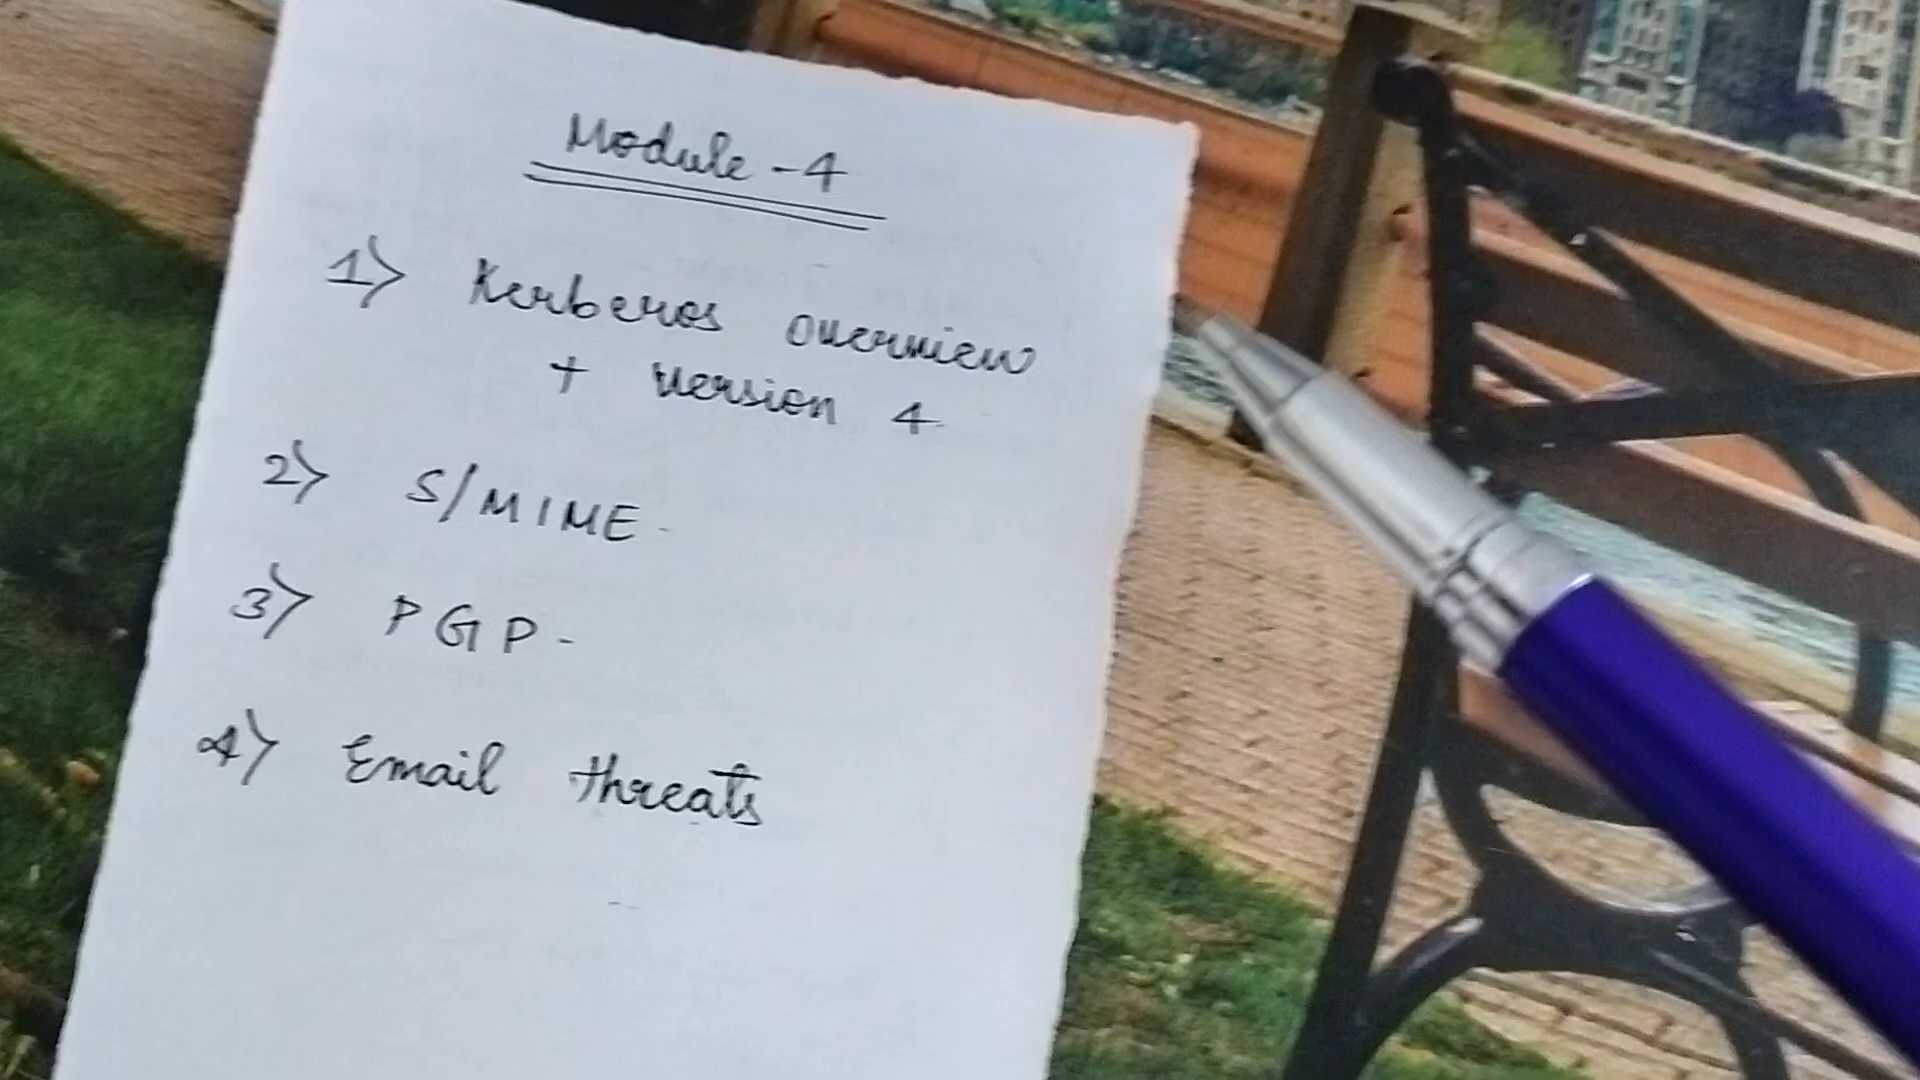 Module - 4
1) Kerberos overview
+ version 4
2) S/MIME
3) PGP -
4) Email threats